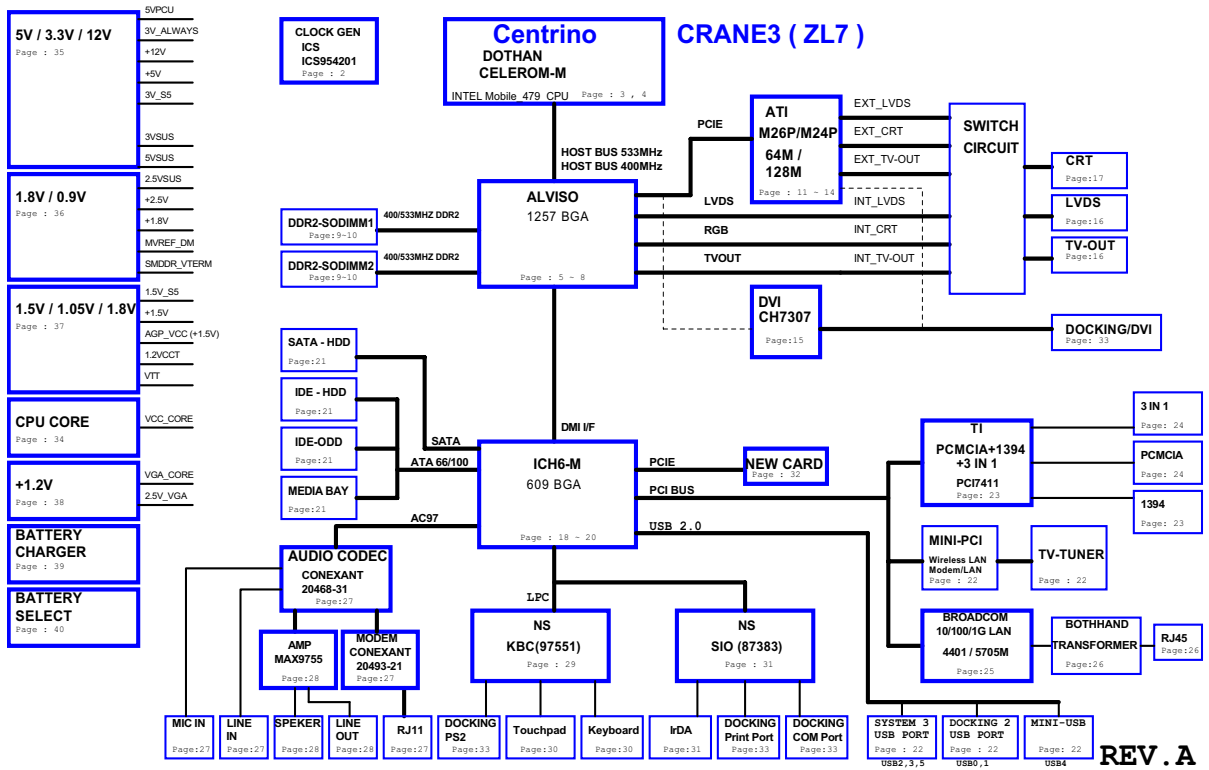 5V / 3.3V / 12V
Page : 35
5VPCU
3V_ALWAYS
+12V
+5V
3V_S5
3VSUS
5VSUS
1.8V / 0.9V
Page : 36
2.5VSUS
+2.5V
+1.8V
MVREF_DM
SMDDR_VTERM
1.5V / 1.05V / 1.8V
Page : 37
1.5V_S5
+1.5V
AGP_VCC (+1.5V)
1.2VCCT
VTT
CPU CORE
Page : 34
VCC_CORE
+1.2V
Page : 38
VGA_CORE
2.5V_VGA
BATTERY
CHARGER
Page : 39
BATTERY
SELECT
Page : 40
CLOCK GEN
ICS
ICS954201
Page : 2
Centrino
DOTHAN
CELEROM-M
INTEL Mobile_479 CPU
Page : 3 , 4
CRANE3 ( ZL7 )
HOST BUS 533MHz
HOST BUS 400MHz
PCIE
ATI
M26P/M24P
64M /
128M
Page : 11 ~ 14
EXT_LVDS
EXT_CRT
EXT_TV-OUT
SWITCH
CIRCUIT
CRT
Page:17
LVDS
Page:16
TV-OUT
Page:16
ALVISO
1257 BGA
Page : 5 ~ 8
DDR2-SODIMM1
Page:9~10
400/533MHZ DDR2
DDR2-SODIMM2
Page:9~10
400/533MHZ DDR2
LVDS
INT_LVDS
RGB
INT_CRT
TVOUT
INT_TV-OUT
DVI
CH7307
Page:15
DOCKING/DVI
Page: 33
SATA - HDD
Page:21
IDE - HDD
Page:21
IDE-ODD
Page:21
MEDIA BAY
Page:21
SATA
ATA 66/100
AC97
DMI I/F
ICH6-M
609 BGA
Page : 18 ~ 20
PCIE
NEW CARD
Page : 32
PCI BUS
USB 2.0
LPC
TI
PCMCIA+1394
+3 IN 1
PCI7411
Page : 23
3 IN 1
Page : 24
PCMCIA
Page : 24
1394
Page : 23
MINI-PCI
Wireless LAN
Modem/LAN
Page : 22
TV-TUNER
Page : 22
BROADCOM
10/100/1G LAN
4401 / 5705M
Page:25
BOTHHAND
TRANSFORMER
Page:26
RJ45
Page:26
AUDIO CODEC
CONEXANT
20468-31
Page:27
AMP
MAX9755
Page:28
MODEM
CONEXANT
20493-21
Page:27
NS
KBC(97551)
Page : 29
NS
SIO (87383)
Page : 31
MIC IN
Page:27
LINE
IN
Page:27
SPEKER
Page:28
LINE
OUT
Page:28
RJ11
Page:27
DOCKING
PS2
Page:33
Touchpad
Page:30
Keyboard
Page:30
IrDA
Page:31
DOCKING
Print Port
Page:33
DOCKING
COM Port
Page:33
SYSTEM 3
USB PORT
Page : 22
USB2,3,5
DOCKING 2
USB PORT
Page : 22
USB0,1
MINI-USB
Page: 22
USB4
REV.A